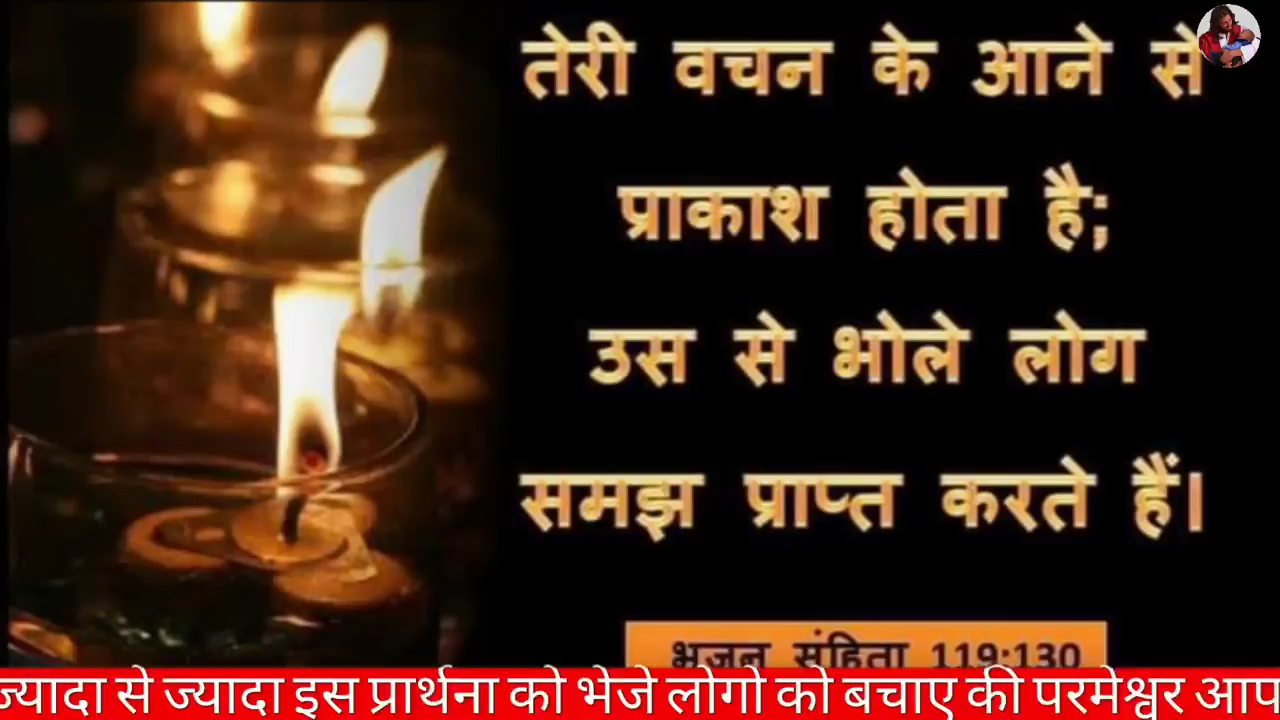 तेरी वचन के आने से
प्राकाश होता है;
उस से भोले लोग
समझ प्राप्त करते हैं।
भजन संहिता 119:130
ज्यादा से ज्यादा इस प्रार्थना को भेजे लोगो को बचाए की परमेश्वर आप